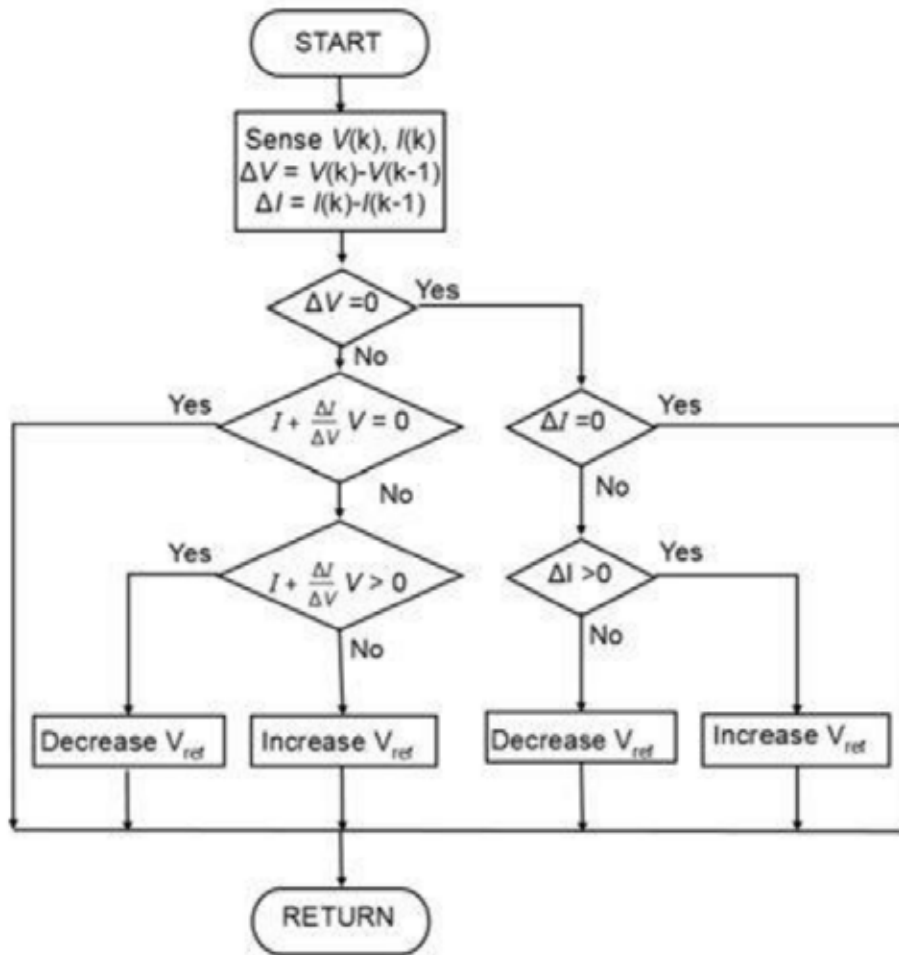 START
Sense V(k), I(k)
ΔV = V(k)-V(k-1)
ΔI = I(k)-I(k-1)
ΔV =0
Yes
No
Yes
I + ΔI/ΔV V = 0
ΔI =0
Yes
No
No
Yes
I + ΔI/ΔV V > 0
ΔI >0
Yes
No
No
Decrease Vref
Increase Vref
Decrease Vref
Increase Vref
RETURN